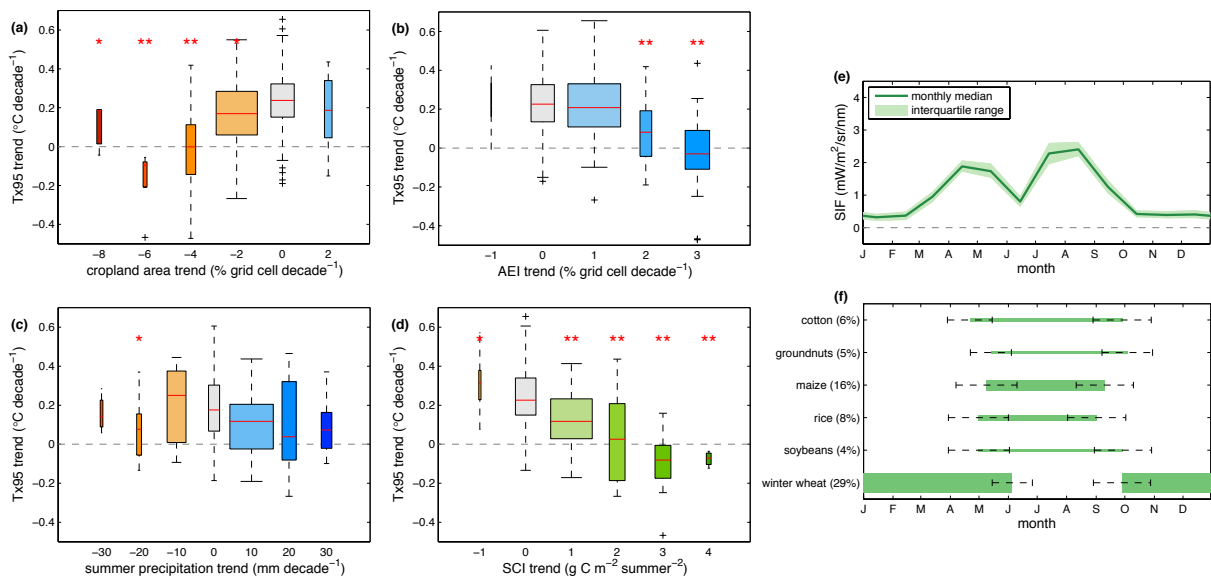 (a)
* ** ** *
0.6
0.4
0.2
0
−0.2
−0.4
Tx95 trend (°C decade⁻¹)
−8 −6 −4 −2 0 2
cropland area trend (% grid cell decade⁻¹)
(b)
** **
0.6
0.4
0.2
0
−0.2
−0.4
Tx95 trend (°C decade⁻¹)
−1 0 1 2 3
AEI trend (% grid cell decade⁻¹)
(c)
*
0.6
0.4
0.2
0
−0.2
−0.4
Tx95 trend (°C decade⁻¹)
−30 −20 −10 0 10 20 30
summer precipitation trend (mm decade⁻¹)
(d)
* ** ** ** **
0.6
0.4
0.2
0
−0.2
−0.4
Tx95 trend (°C decade⁻¹)
−1 0 1 2 3 4
SCI trend (g C m⁻² summer⁻²)
(e)
monthly median
interquartile range
4
3
2
1
0
SIF (mW/m²/sr/nm)
J F M A M J J A S O N D
month
(f)
cotton (6%)
groundnuts (5%)
maize (16%)
rice (8%)
soybeans (4%)
winter wheat (29%)
J F M A M J J A S O N D
month